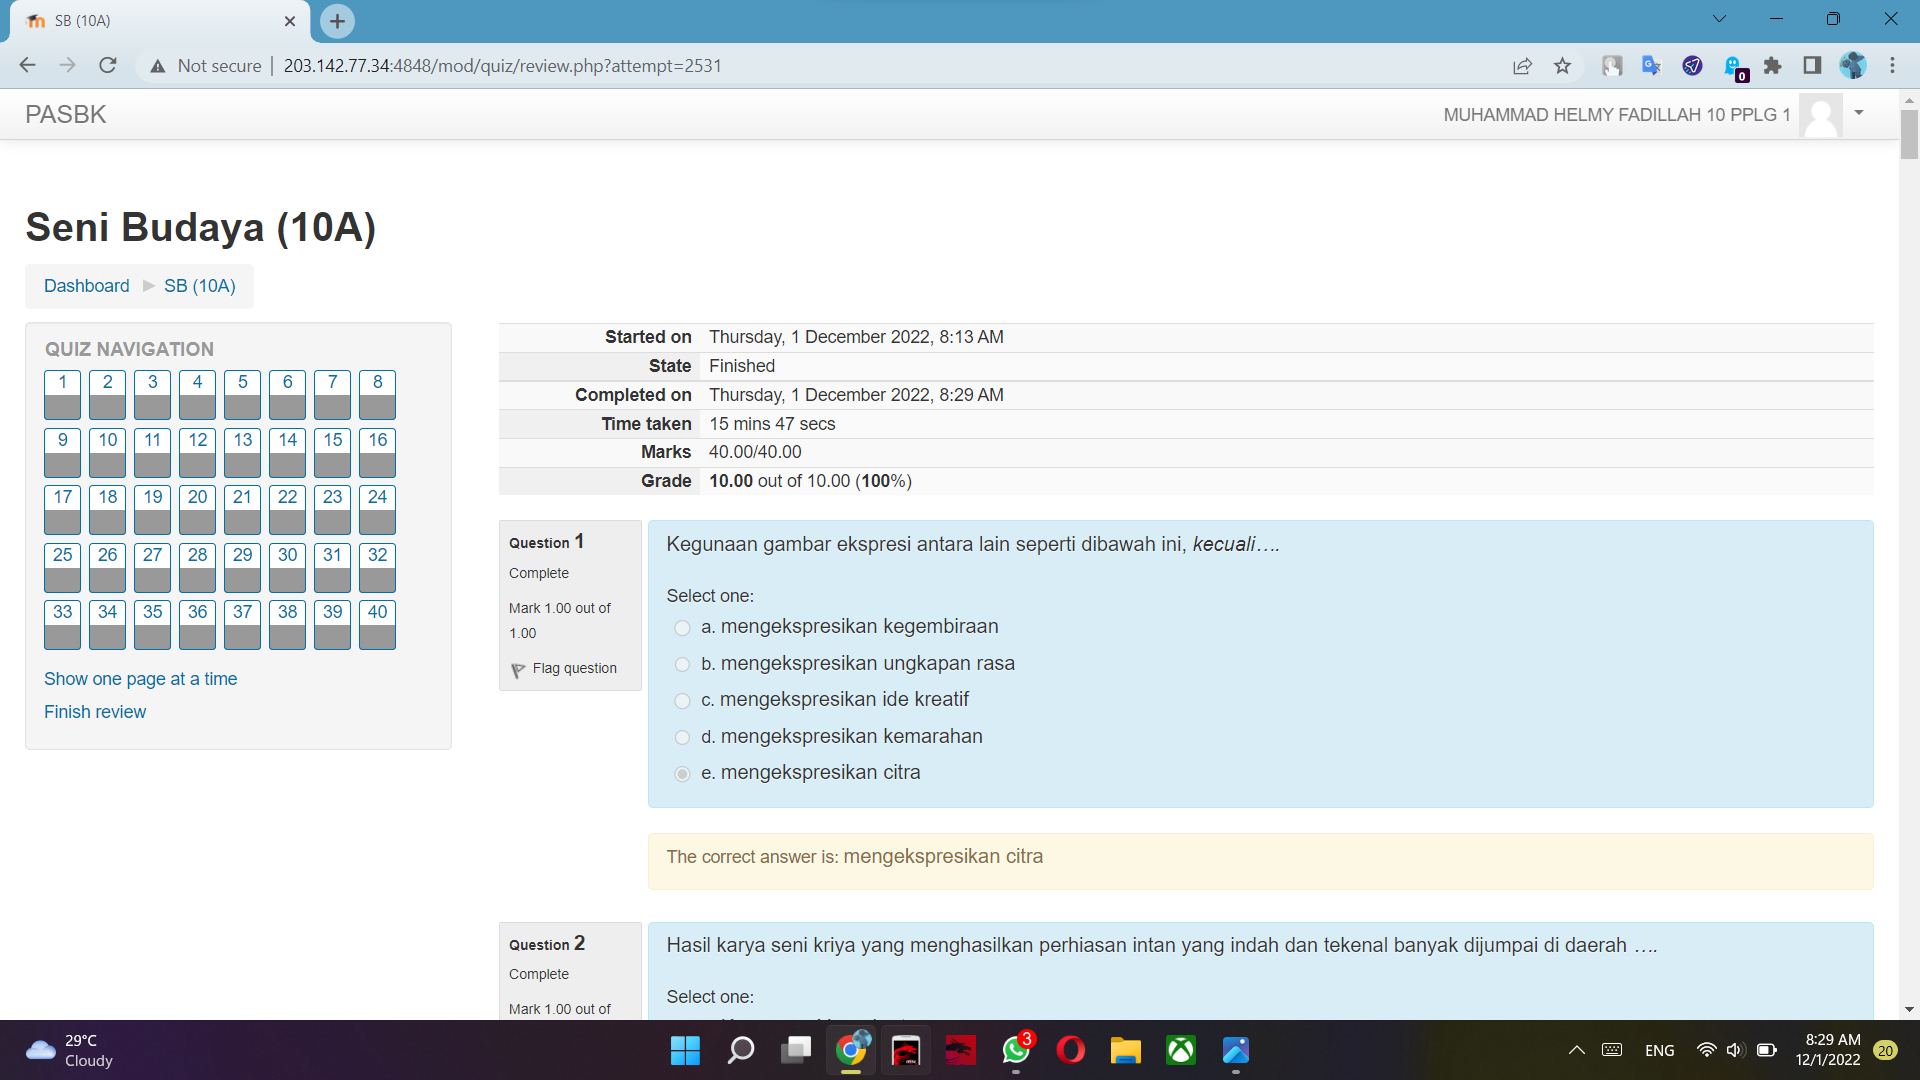 SB (10A)
Not secure
203.142.77.34:4848/mod/quiz/review.php?attempt=2531
0
PASBK
MUHAMMAD HELMY FADILLAH 10 PPLG 1
Seni Budaya (10A)
Dashboard
SB (10A)
QUIZ NAVIGATION
1 2 3 4 5 6 7 8
9 10 11 12 13 14 15 16
17 18 19 20 21 22 23 24
25 26 27 28 29 30 31 32
33 34 35 36 37 38 39 40
Show one page at a time
Finish review
Started on Thursday, 1 December 2022, 8:13 AM
State Finished
Completed on Thursday, 1 December 2022, 8:29 AM
Time taken 15 mins 47 secs
Marks 40.00/40.00
Grade 10.00 out of 10.00 (100%)
Question 1
Complete
Mark 1.00 out of
1.00
Flag question
Kegunaan gambar ekspresi antara lain seperti dibawah ini, kecuali….
Select one:
a. mengekspresikan kegembiraan
b. mengekspresikan ungkapan rasa
c. mengekspresikan ide kreatif
d. mengekspresikan kemarahan
e. mengekspresikan citra
The correct answer is: mengekspresikan citra
Question 2
Complete
Mark 1.00 out of
Hasil karya seni kriya yang menghasilkan perhiasan intan yang indah dan tekenal banyak dijumpai di daerah ….
Select one:
29°C
Cloudy
3
ENG
8:29 AM
12/1/2022
20